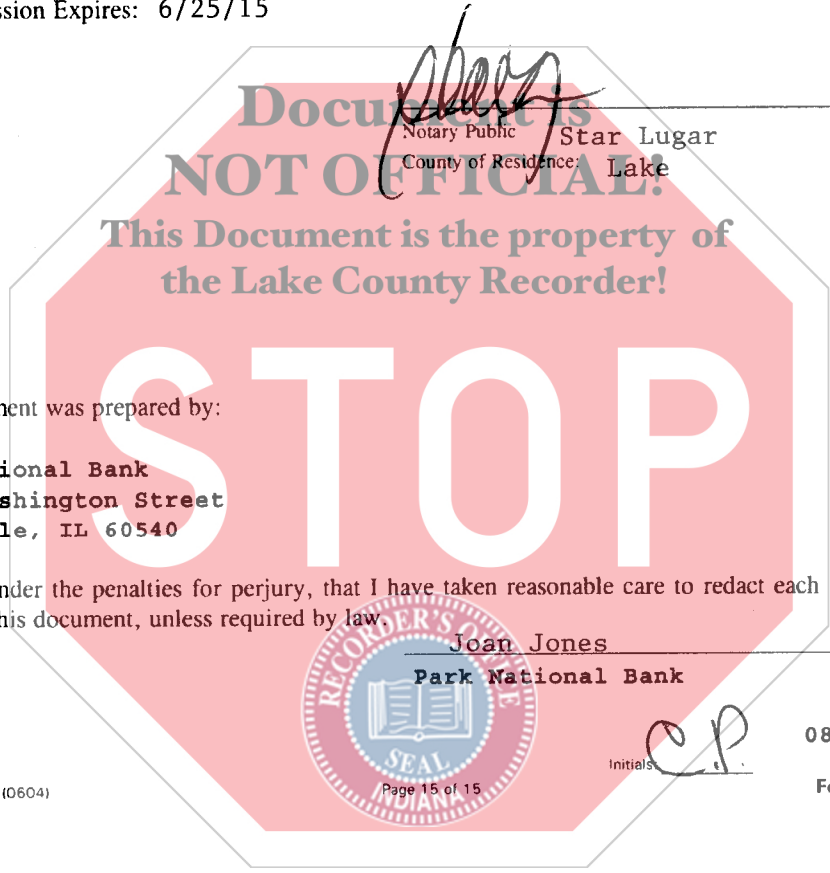 ssion Expires: 6/25/15
Document is
Notary Public Star Lugar
NOT OFFICIAL!
County of Residence: Lake
This Document is the property of
the Lake County Recorder!
STOP
nent was prepared by:
ional Bank
shington Street
le, IL 60540
nder the penalties for perjury, that I have taken reasonable care to redact each
his document, unless required by law.
RECORDER'S OFFICE
Joan Jones
Park National Bank
SEAL
INDIANA
Initials: C.P.
08
(0604)
Page 15 of 15
Fo